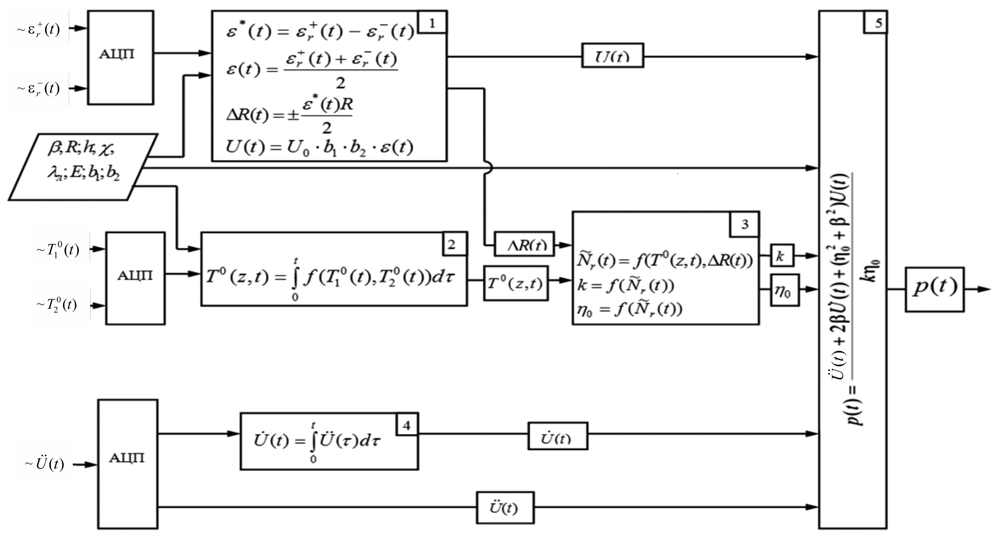 ~ ε_r^+(t)
~ ε_r^-(t)
АЦП
1
ε*(t) = ε_r^+(t) − ε_r^-(t)
ε(t) = (ε_r^+(t) + ε_r^-(t)) / 2
ΔR(t) = ± ε*(t)R / 2
U(t) = U_0 · b_1 · b_2 · ε(t)
U(t)
β; R; h; χ,
λ_π; E; b_1; b_2
~ T_1^0(t)
~ T_2^0(t)
АЦП
2
T^0(z,t) = ∫_0^t f(T_1^0(t), T_2^0(t))dτ
ΔR(t)
T^0(z,t)
3
Ñ_r(t) = f(T^0(z,t), ΔR(t))
k = f(Ñ_r(t))
η_0 = f(Ñ_r(t))
k
η_0
~ Ü(t)
АЦП
4
U̇(t) = ∫_0^t Ü(τ)dτ
U̇(t)
Ü(t)
5
p(t) = (Ü(t) + 2βU̇(t) + (η_0^2 + β^2)U(t)) / kη_0
p(t)